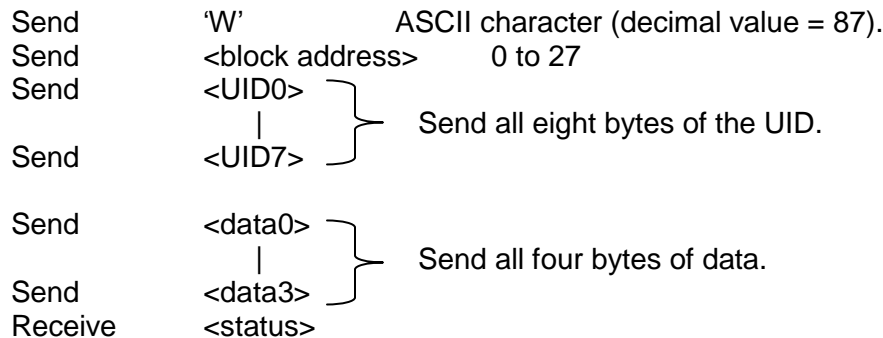 Send ‘W’ ASCII character (decimal value = 87).
Send <block address> 0 to 27
Send <UID0>
| Send all eight bytes of the UID.
Send <UID7>
Send <data0>
| Send all four bytes of data.
Send <data3>
Receive <status>